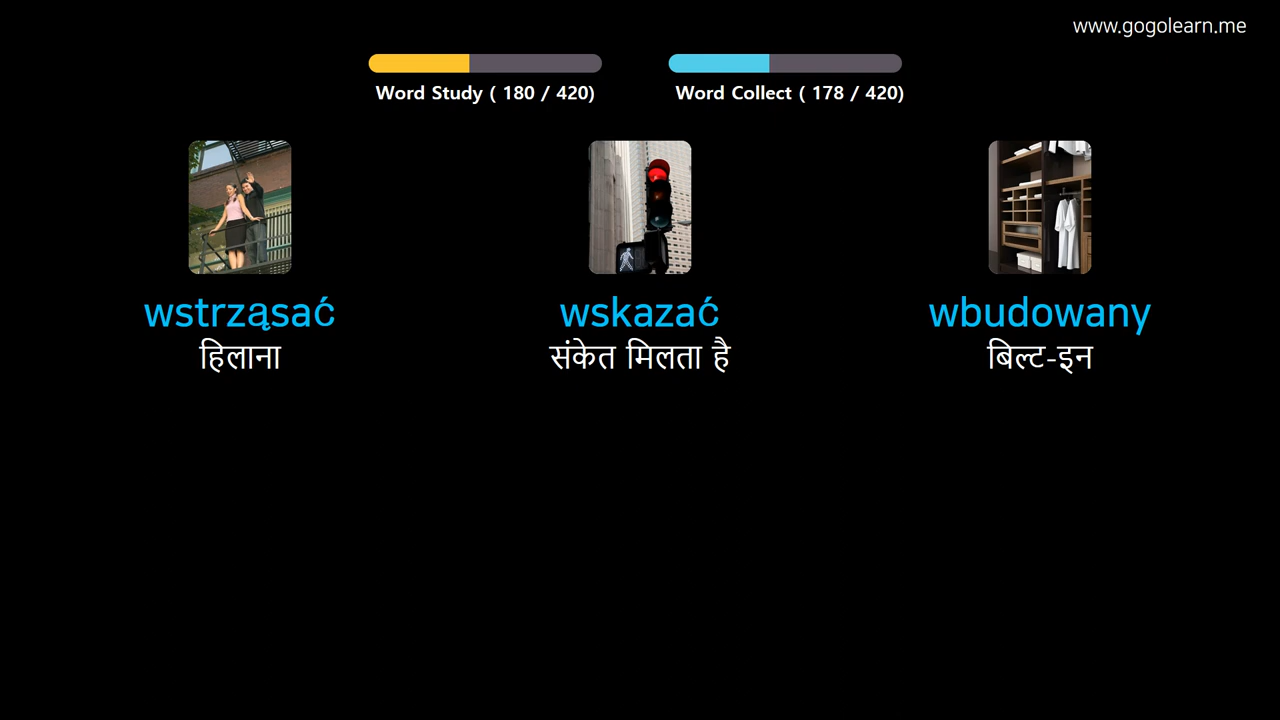 www.gogolearn.me
Word Study ( 180 / 420)
Word Collect ( 178 / 420)
wstrząsać
हिलाना
wskazać
संकेत मिलता है
wbudowany
बिल्ट-इन